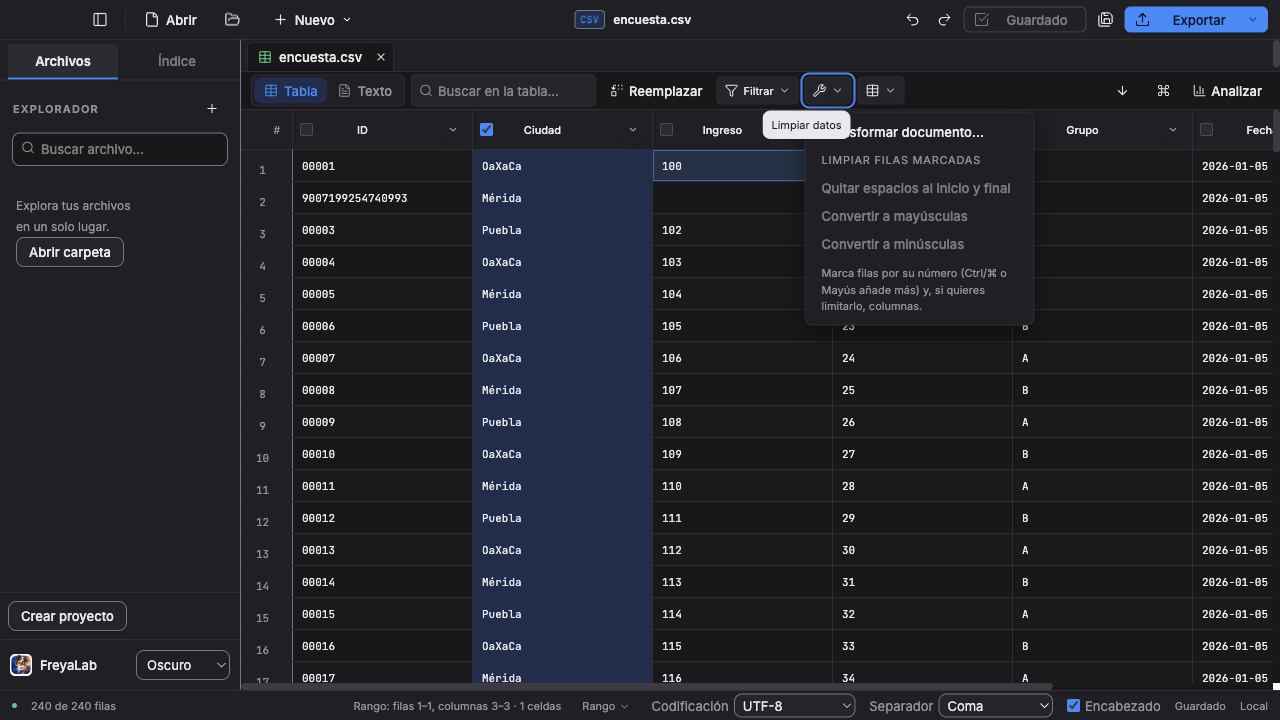 Abrir
Nuevo
CSV encuesta.csv
Guardado
Exportar
Archivos
Índice
encuesta.csv
EXPLORADOR
Buscar archivo...
Explora tus archivos
en un solo lugar.
Abrir carpeta
Crear proyecto
FreyaLab
Oscuro
Tabla
Texto
Buscar en la tabla...
Reemplazar
Filtrar
Analizar
Limpiar datos
sformar documento...
LIMPIAR FILAS MARCADAS
Quitar espacios al inicio y final
Convertir a mayúsculas
Convertir a minúsculas
Marca filas por su número (Ctrl/⌘ o
Mayús añade más) y, si quieres
limitarlo, columnas.
# ID Ciudad Ingreso Grupo Fech
1 00001 OaXaCa 100 2026-01-05
2 9007199254740993 Mérida 2026-01-05
3 00003 Puebla 102 2026-01-05
4 00004 OaXaCa 103 2026-01-05
5 00005 Mérida 104 2026-01-05
6 00006 Puebla 105 23 B 2026-01-05
7 00007 OaXaCa 106 24 A 2026-01-05
8 00008 Mérida 107 25 B 2026-01-05
9 00009 Puebla 108 26 A 2026-01-05
10 00010 OaXaCa 109 27 B 2026-01-05
11 00011 Mérida 110 28 A 2026-01-05
12 00012 Puebla 111 29 B 2026-01-05
13 00013 OaXaCa 112 30 A 2026-01-05
14 00014 Mérida 113 31 B 2026-01-05
15 00015 Puebla 114 32 A 2026-01-05
16 00016 OaXaCa 115 33 B 2026-01-05
17 00017 Mérida 116 34 A 2026-01-05
240 de 240 filas
Rango: filas 1–1, columnas 3–3 · 1 celdas
Rango
Codificación UTF-8
Separador Coma
Encabezado
Guardado
Local